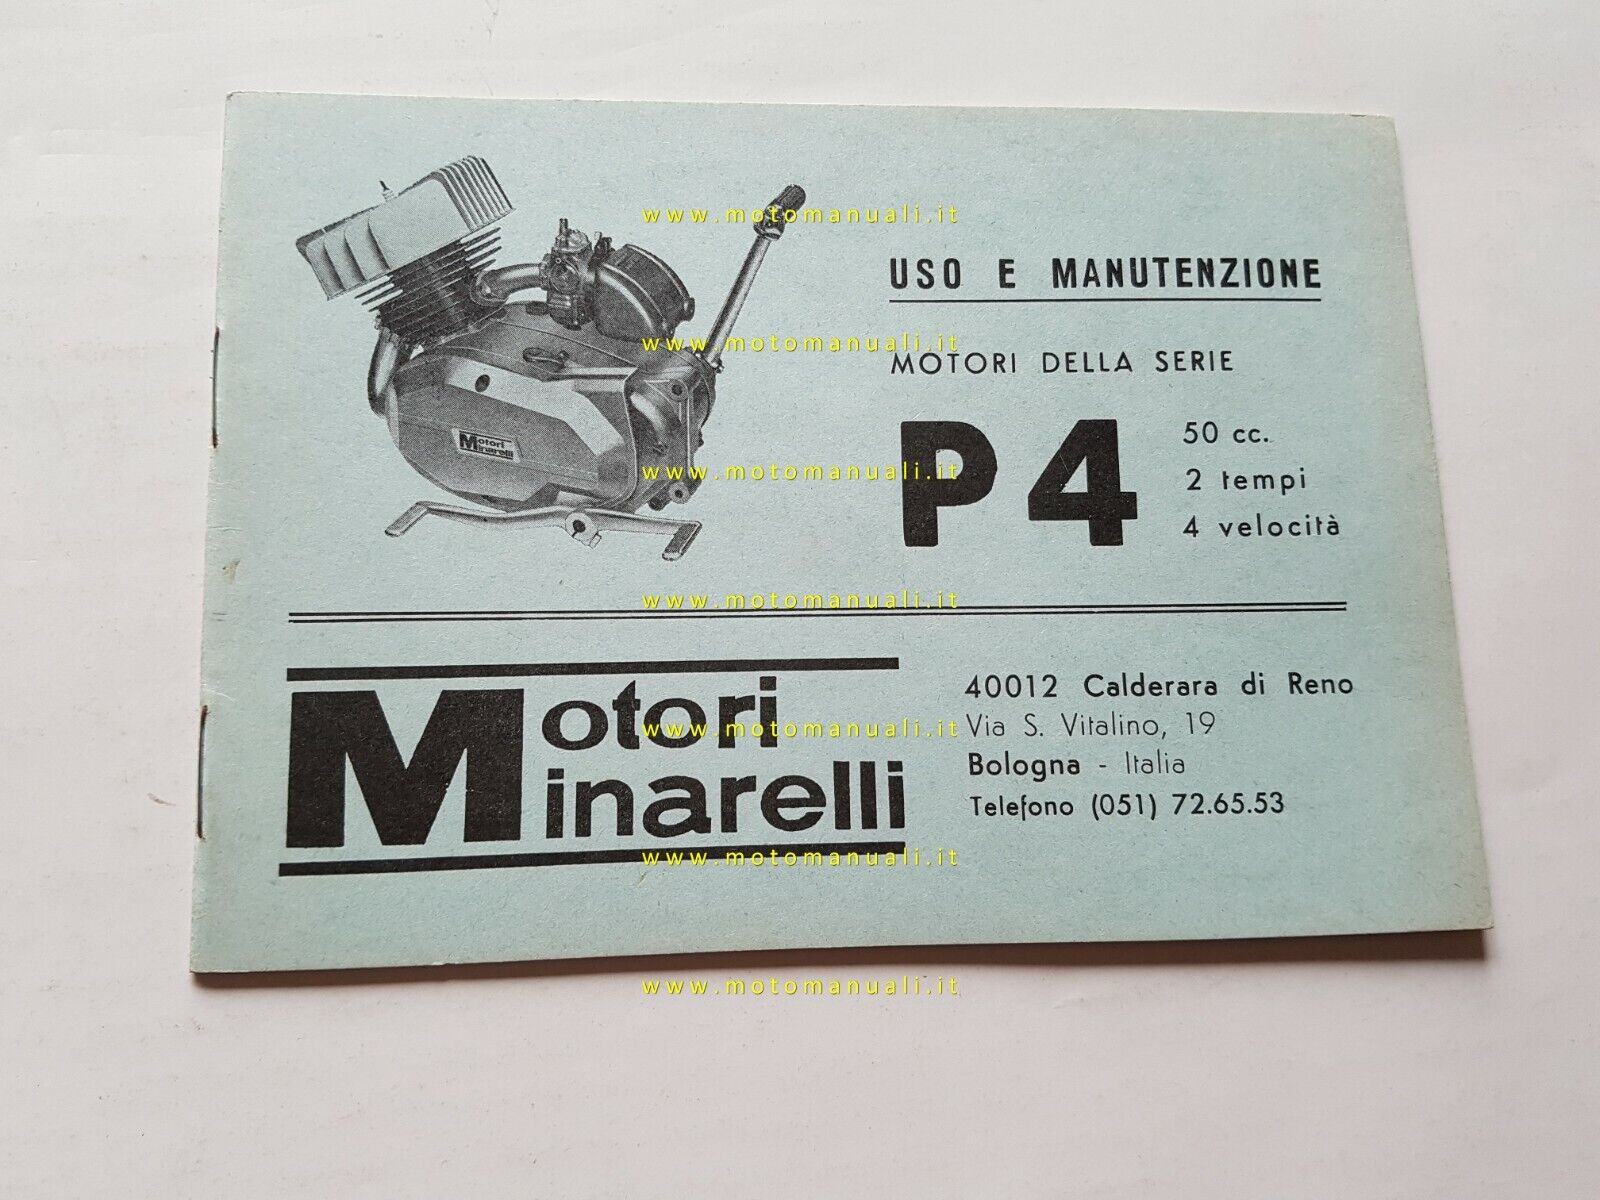 www.motomanuali.it
USO E MANUTENZIONE
www.motomanuali.it
MOTORI DELLA SERIE
P4
50 cc.
2 tempi
4 velocità
Motori
Minarelli
www.motomanuali.it
www.motomanuali.it
Motori
Minarelli
40012 Calderara di Reno
Via S. Vitalino, 19
Bologna - Italia
Telefono (051) 72.65.53
www.motomanuali.it
www.motomanuali.it
www.motomanuali.it